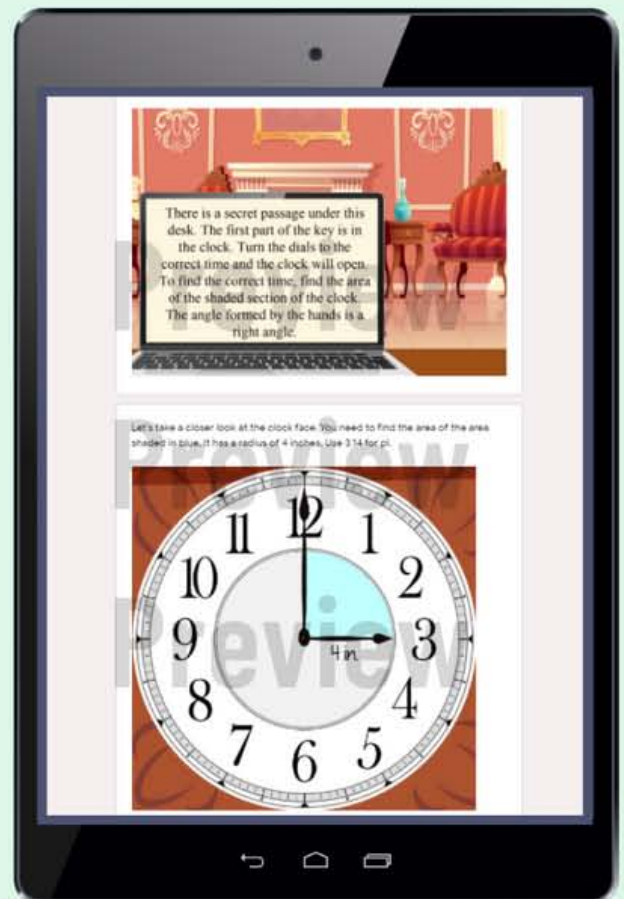 There is a secret passage under this
desk. The first part of the key is in
the clock. Turn the dials to the
correct time and the clock will open.
To find the correct time, find the area
of the shaded section of the clock.
The angle formed by the hands is a
right angle.
Preview
Let's take a closer look at the clock face. You need to find the area of the area
shaded in blue. It has a radius of 4 inches. Use 3.14 for pi.
Preview
12
11 1
10 2
Preview
9 3
4 in
8 4
7 5
6